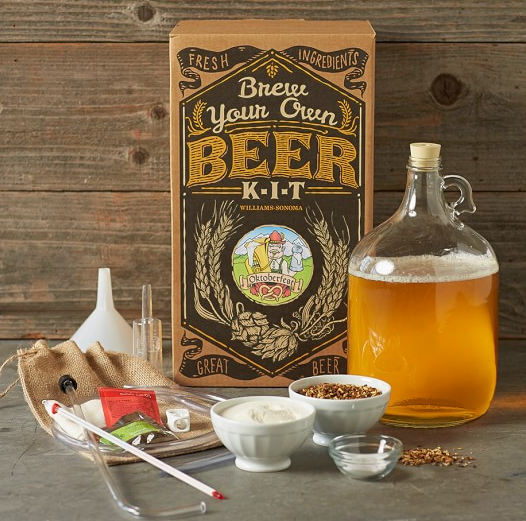 FRESH INGREDIENTS
Brew
Your Own
BEER
K·I·T
WILLIAMS-SONOMA
Oktoberfest
GREAT BEER